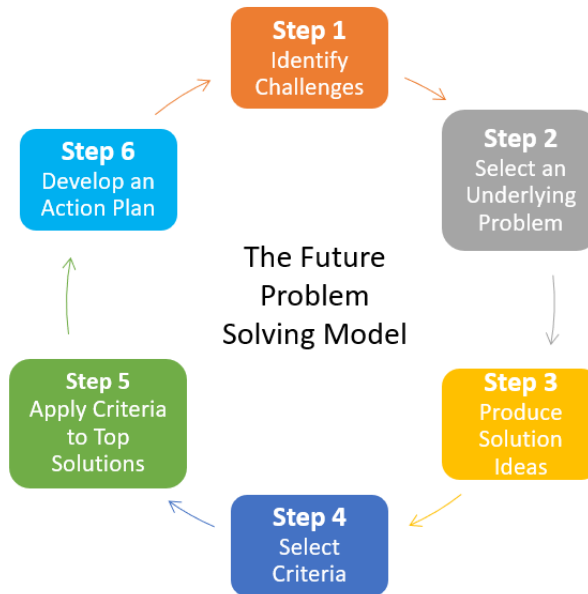 Step 1
Identify
Challenges
Step 2
Select an
Underlying
Problem
Step 3
Produce
Solution
Ideas
Step 4
Select
Criteria
Step 5
Apply Criteria
to Top
Solutions
Step 6
Develop an
Action Plan
The Future
Problem
Solving Model